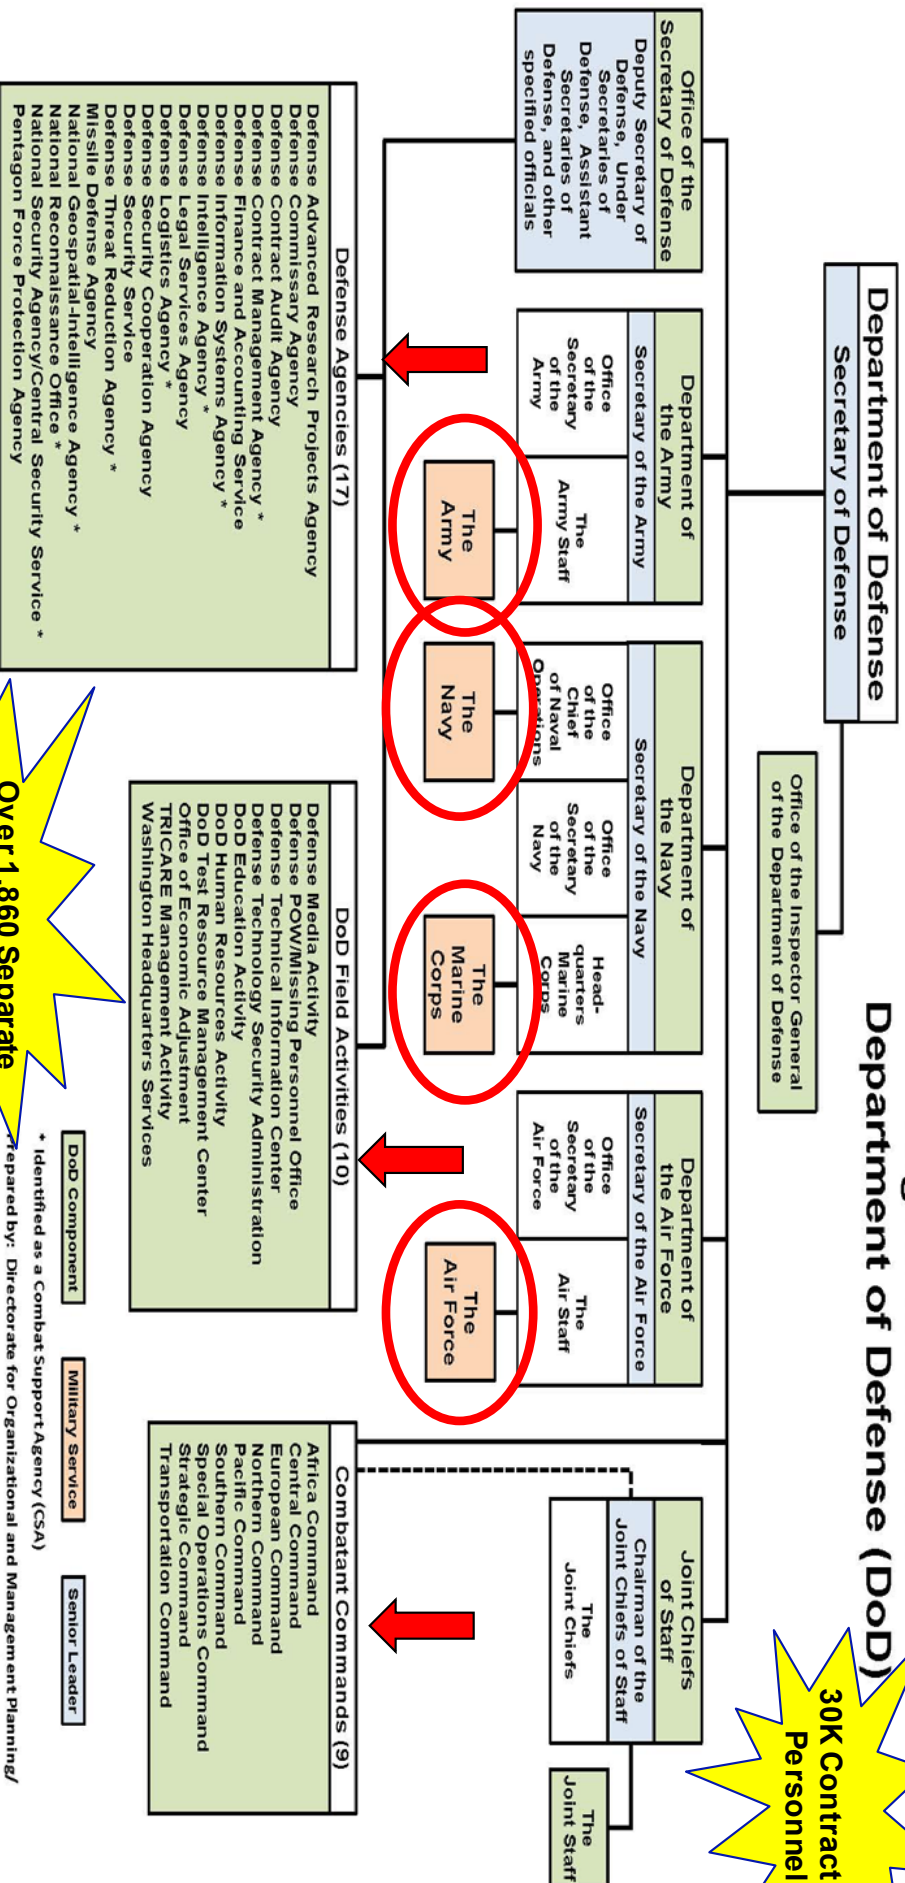 Department of Defense (DoD)
30K Contract
Personnel
Department of Defense
Secretary of Defense
Office of the Inspector General
of the Department of Defense
Office of the
Secretary of Defense
Deputy Secretary of
Defense, Under
Secretaries of
Defense, Assistant
Secretaries of
Defense, and other
specified officials
Department of
the Army
Secretary of the Army
Office
of the
Secretary
of the
Army
The
Army Staff
The
Army
Department of
the Navy
Secretary of the Navy
Office
of the
Chief
of Naval
Operations
Office
of the
Secretary
of the
Navy
Head-
quarters
Marine
Corps
The
Navy
The
Marine
Corps
Department of
the Air Force
Secretary of the Air Force
Office
of the
Secretary
of the
Air Force
The
Air Staff
The
Air Force
Joint Chiefs
of Staff
Chairman of the
Joint Chiefs of Staff
The
Joint Chiefs
The
Joint Staff
Defense Agencies (17)
Defense Advanced Research Projects Agency
Defense Commissary Agency
Defense Contract Audit Agency
Defense Contract Management Agency *
Defense Finance and Accounting Service
Defense Information Systems Agency *
Defense Intelligence Agency *
Defense Legal Services Agency
Defense Logistics Agency *
Defense Security Cooperation Agency
Defense Security Service
Defense Threat Reduction Agency *
Missile Defense Agency
National Geospatial-Intelligence Agency *
National Reconnaissance Office *
National Security Agency/Central Security Service *
Pentagon Force Protection Agency
DoD Field Activities (10)
Defense Media Activity
Defense POW/Missing Personnel Office
Defense Technical Information Center
Defense Technology Security Administration
DoD Education Activity
DoD Human Resources Activity
DoD Test Resource Management Center
Office of Economic Adjustment
TRICARE Management Activity
Washington Headquarters Services
Combatant Commands (9)
Africa Command
Central Command
European Command
Northern Command
Pacific Command
Southern Command
Special Operations Command
Strategic Command
Transportation Command
Over 1,860 Separate
DoD Component
Military Service
Senior Leader
* Identified as a Combat Support Agency (CSA)
Prepared by: Directorate for Organizational and Management Planning/